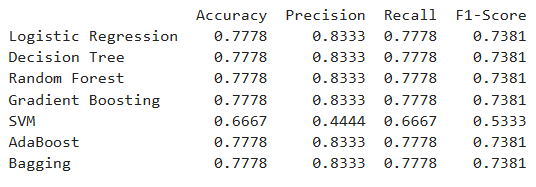 Accuracy Precision Recall F1-Score
Logistic Regression 0.7778 0.8333 0.7778 0.7381
Decision Tree 0.7778 0.8333 0.7778 0.7381
Random Forest 0.7778 0.8333 0.7778 0.7381
Gradient Boosting 0.7778 0.8333 0.7778 0.7381
SVM 0.6667 0.4444 0.6667 0.5333
AdaBoost 0.7778 0.8333 0.7778 0.7381
Bagging 0.7778 0.8333 0.7778 0.7381